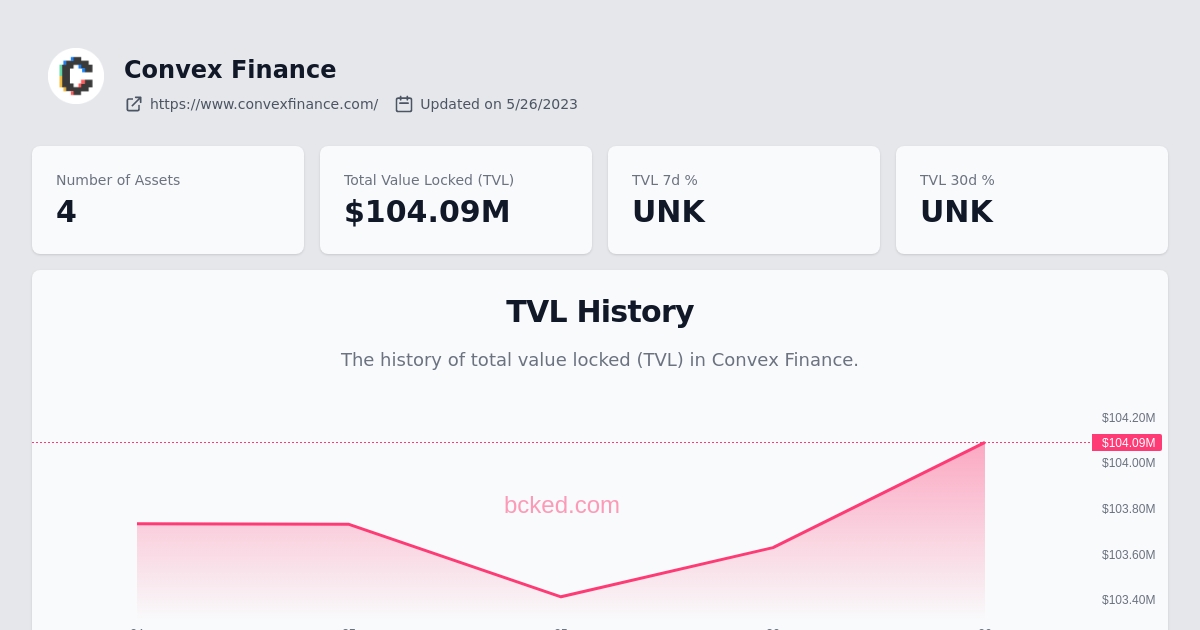 Convex Finance
https://www.convexfinance.com/ Updated on 5/26/2023
Number of Assets
4
Total Value Locked (TVL)
$104.09M
TVL 7d %
UNK
TVL 30d %
UNK
TVL History
The history of total value locked (TVL) in Convex Finance.
$104.20M
$104.09M
$104.00M
bcked.com
$103.80M
$103.60M
$103.40M